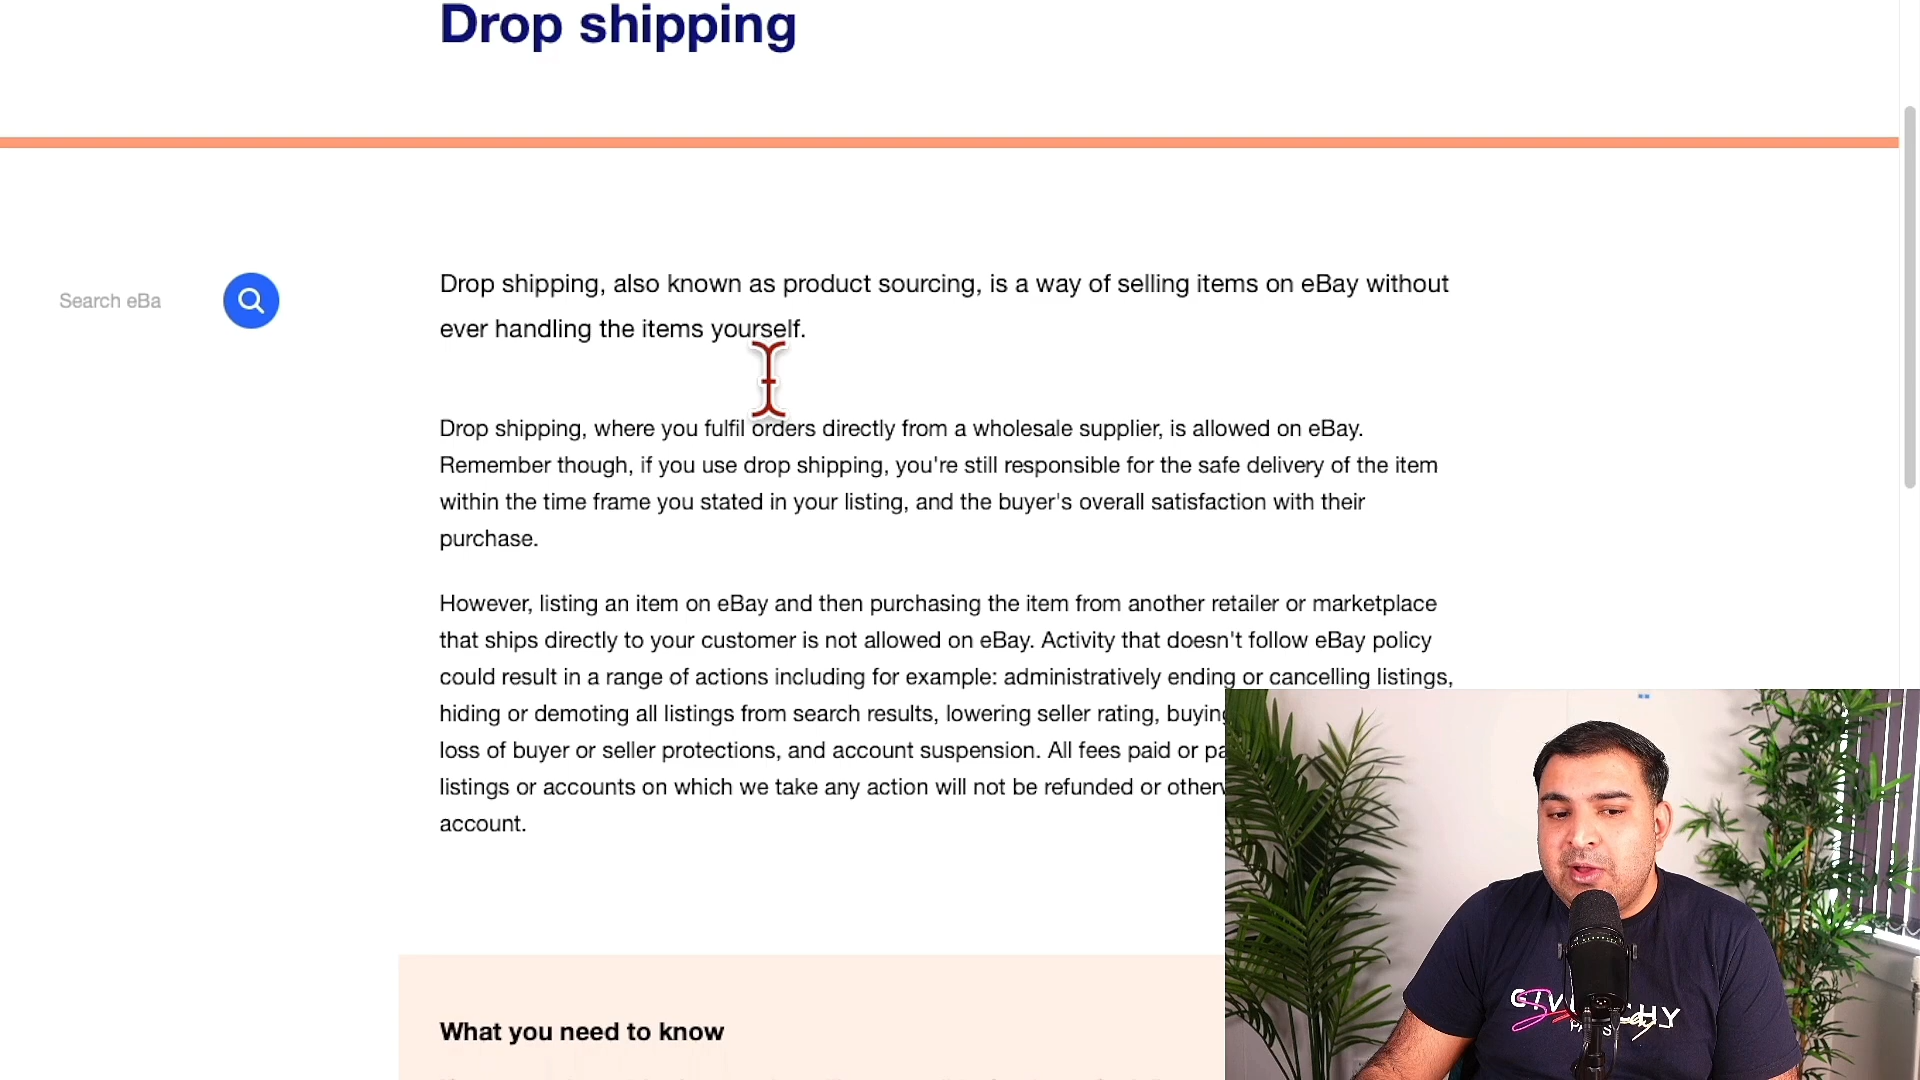 Drop shipping
Search eBa
Drop shipping, also known as product sourcing, is a way of selling items on eBay without
ever handling the items yourself.
Drop shipping, where you fulfil orders directly from a wholesale supplier, is allowed on eBay.
Remember though, if you use drop shipping, you're still responsible for the safe delivery of the item
within the time frame you stated in your listing, and the buyer's overall satisfaction with their
purchase.
However, listing an item on eBay and then purchasing the item from another retailer or marketplace
that ships directly to your customer is not allowed on eBay. Activity that doesn't follow eBay policy
could result in a range of actions including for example: administratively ending or cancelling listings,
hiding or demoting all listings from search results, lowering seller rating, buying
loss of buyer or seller protections, and account suspension. All fees paid or pa
listings or accounts on which we take any action will not be refunded or otherw
account.
What you need to know